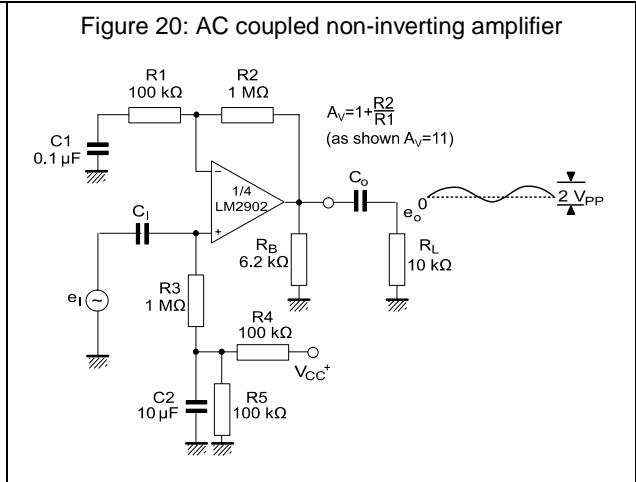 Figure 20: AC coupled non-inverting amplifier
R1
100 kΩ
R2
1 MΩ
AV=1+R2/R1
(as shown AV=11)
C1
0.1 µF
1/4
LM2902
−
+
CI
Co
eo
0
2 VPP
RB
6.2 kΩ
RL
10 kΩ
eI
~
R3
1 MΩ
R4
100 kΩ
VCC+
C2
10 µF
R5
100 kΩ